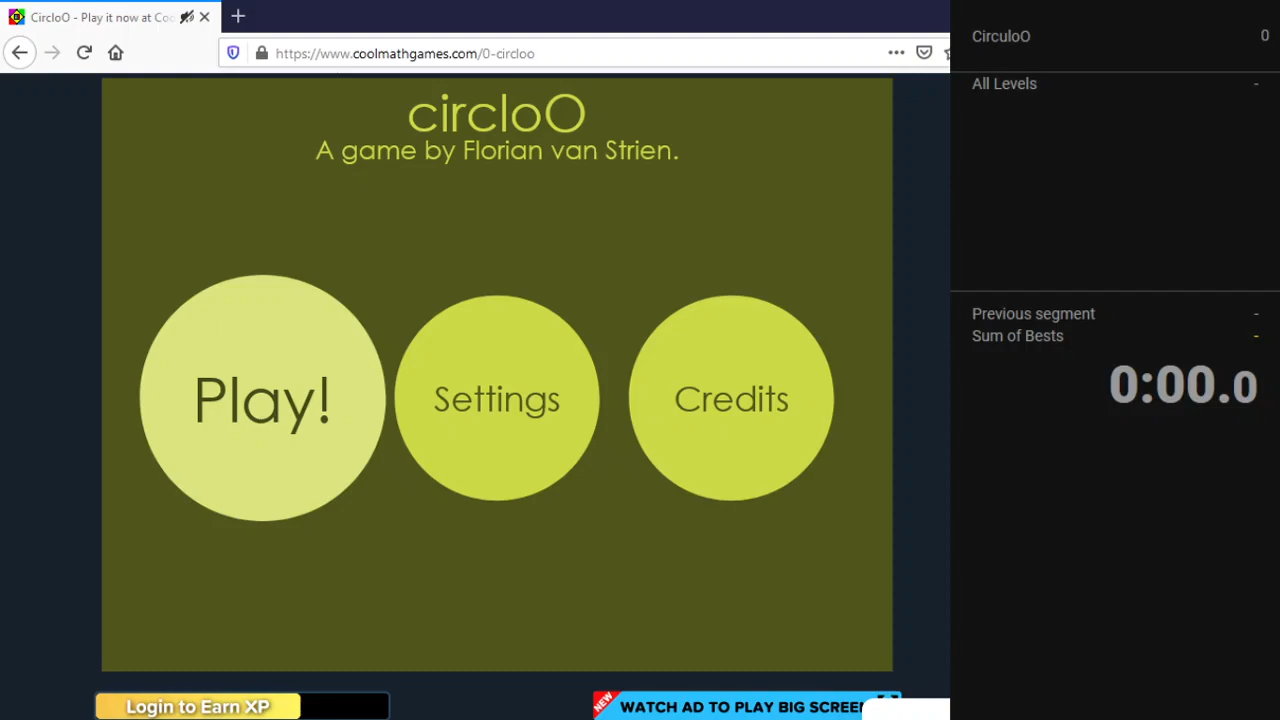 CircloO - Play it now at Coo
https://www.coolmathgames.com/0-circloo
circloO
A game by Florian van Strien.
Play!
Settings
Credits
Login to Earn XP
NEW
WATCH AD TO PLAY BIG SCREEN
CirculoO 0
All Levels -
Previous segment -
Sum of Bests -
0:00.0